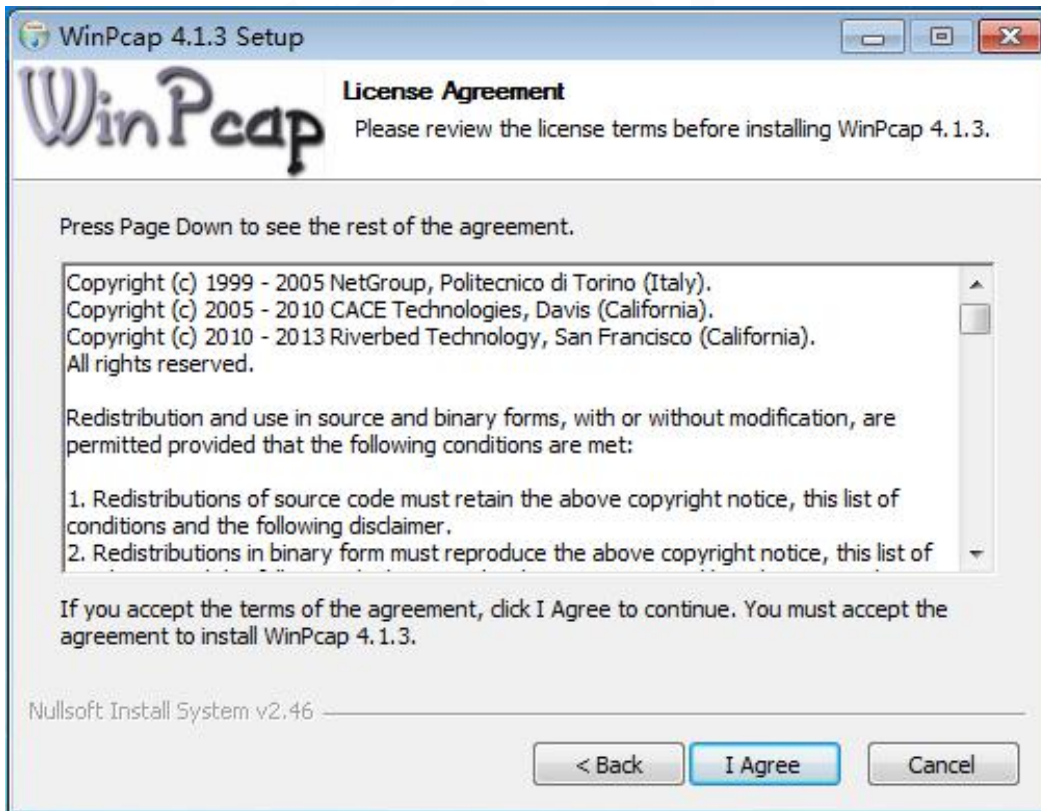 WinPcap 4.1.3 Setup
WinPcap
License Agreement
Please review the license terms before installing WinPcap 4.1.3.
Press Page Down to see the rest of the agreement.
Copyright (c) 1999 - 2005 NetGroup, Politecnico di Torino (Italy).
Copyright (c) 2005 - 2010 CACE Technologies, Davis (California).
Copyright (c) 2010 - 2013 Riverbed Technology, San Francisco (California).
All rights reserved.
Redistribution and use in source and binary forms, with or without modification, are
permitted provided that the following conditions are met:
1. Redistributions of source code must retain the above copyright notice, this list of
conditions and the following disclaimer.
2. Redistributions in binary form must reproduce the above copyright notice, this list of
If you accept the terms of the agreement, click I Agree to continue. You must accept the
agreement to install WinPcap 4.1.3.
Nullsoft Install System v2.46
< Back
I Agree
Cancel